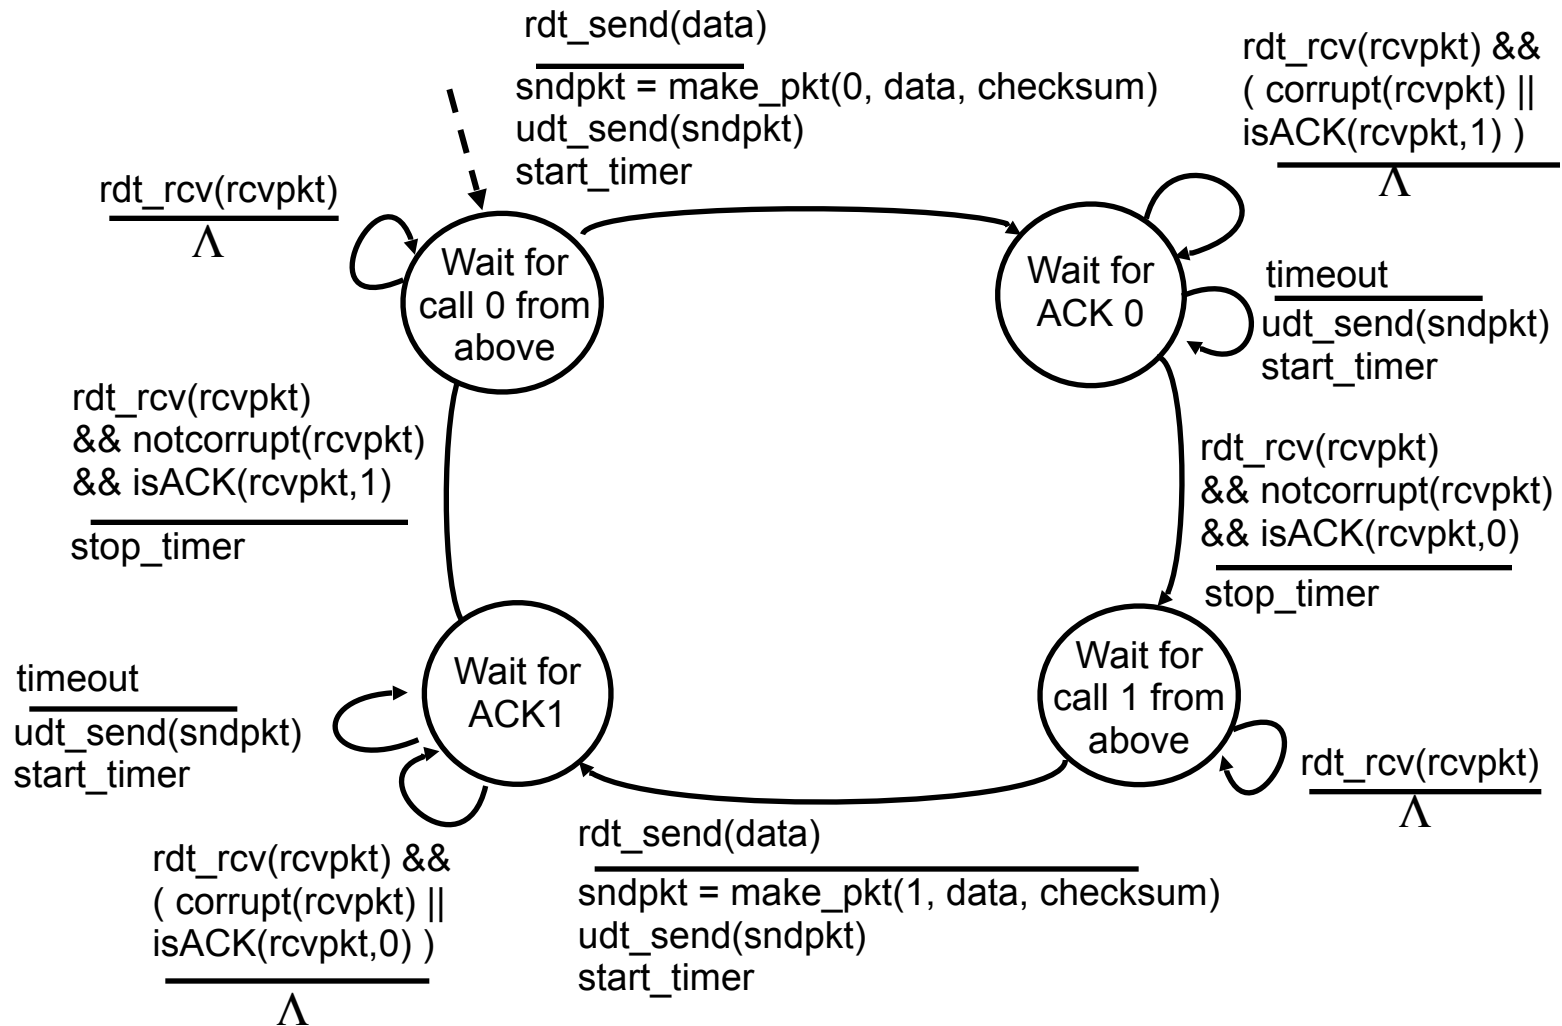 rdt_send(data)
sndpkt = make_pkt(0, data, checksum)
udt_send(sndpkt)
start_timer
rdt_rcv(rcvpkt) &&
( corrupt(rcvpkt) ||
isACK(rcvpkt,1) )
Λ
rdt_rcv(rcvpkt)
Λ
Wait for
call 0 from
above
Wait for
ACK 0
timeout
udt_send(sndpkt)
start_timer
rdt_rcv(rcvpkt)
&& notcorrupt(rcvpkt)
&& isACK(rcvpkt,1)
stop_timer
rdt_rcv(rcvpkt)
&& notcorrupt(rcvpkt)
&& isACK(rcvpkt,0)
stop_timer
timeout
udt_send(sndpkt)
start_timer
Wait for
ACK1
Wait for
call 1 from
above
rdt_rcv(rcvpkt)
Λ
rdt_rcv(rcvpkt) &&
( corrupt(rcvpkt) ||
isACK(rcvpkt,0) )
Λ
rdt_send(data)
sndpkt = make_pkt(1, data, checksum)
udt_send(sndpkt)
start_timer